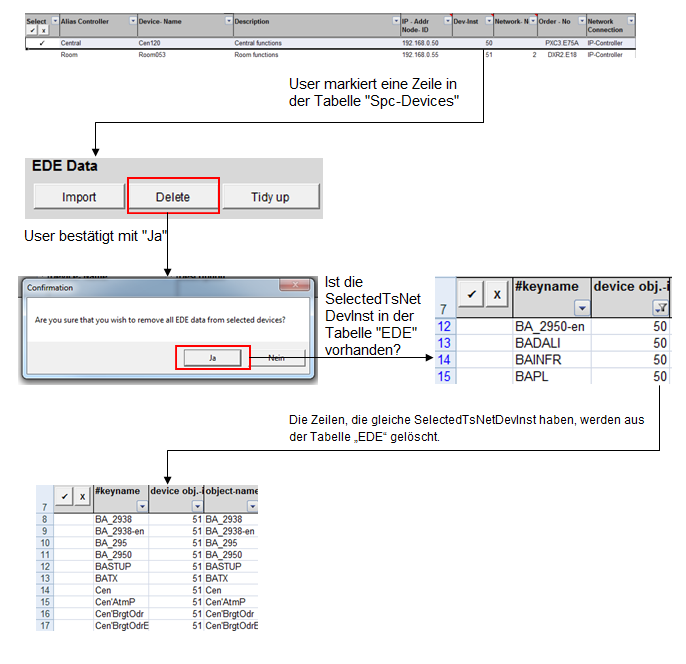 Select Alias Controller Device- Name Description IP - Addr Dev-Inst Network- N Order - No Network
✓ x Node- ID Connection
✓ Central Cen120 Central functions 192.168.0.50 50 PXC3.E75A IP-Controller
Room Room053 Room functions 192.168.0.55 51 2 DXR2.E18 IP-Controller
User markiert eine Zeile in
der Tabelle "Spc-Devices"
EDE Data
Import Delete Tidy up
User bestätigt mit "Ja"
Confirmation
Are you sure that you wish to remove all EDE data from selected devices?
Ja Nein
Ist die
SelectedTsNet
DevInst in der
Tabelle "EDE"
vorhanden?
7 ✓ X #keyname device obj.-i
12 BA_2950-en 50
13 BADALI 50
14 BAINFR 50
15 BAPL 50
Die Zeilen, die gleiche SelectedTsNetDevInst haben, werden aus
der Tabelle „EDE“ gelöscht.
7 ✓ X #keyname device obj.-i object-name
8 BA_2938 51 BA_2938
9 BA_2938-en 51 BA_2938-en
10 BA_295 51 BA_295
11 BA_2950 51 BA_2950
12 BASTUP 51 BASTUP
13 BATX 51 BATX
14 Cen 51 Cen
15 Cen'AtmP 51 Cen'AtmP
16 Cen'BrgtOdr 51 Cen'BrgtOdr
17 Cen'BrgtOdrE 51 Cen'BrgtOdrE